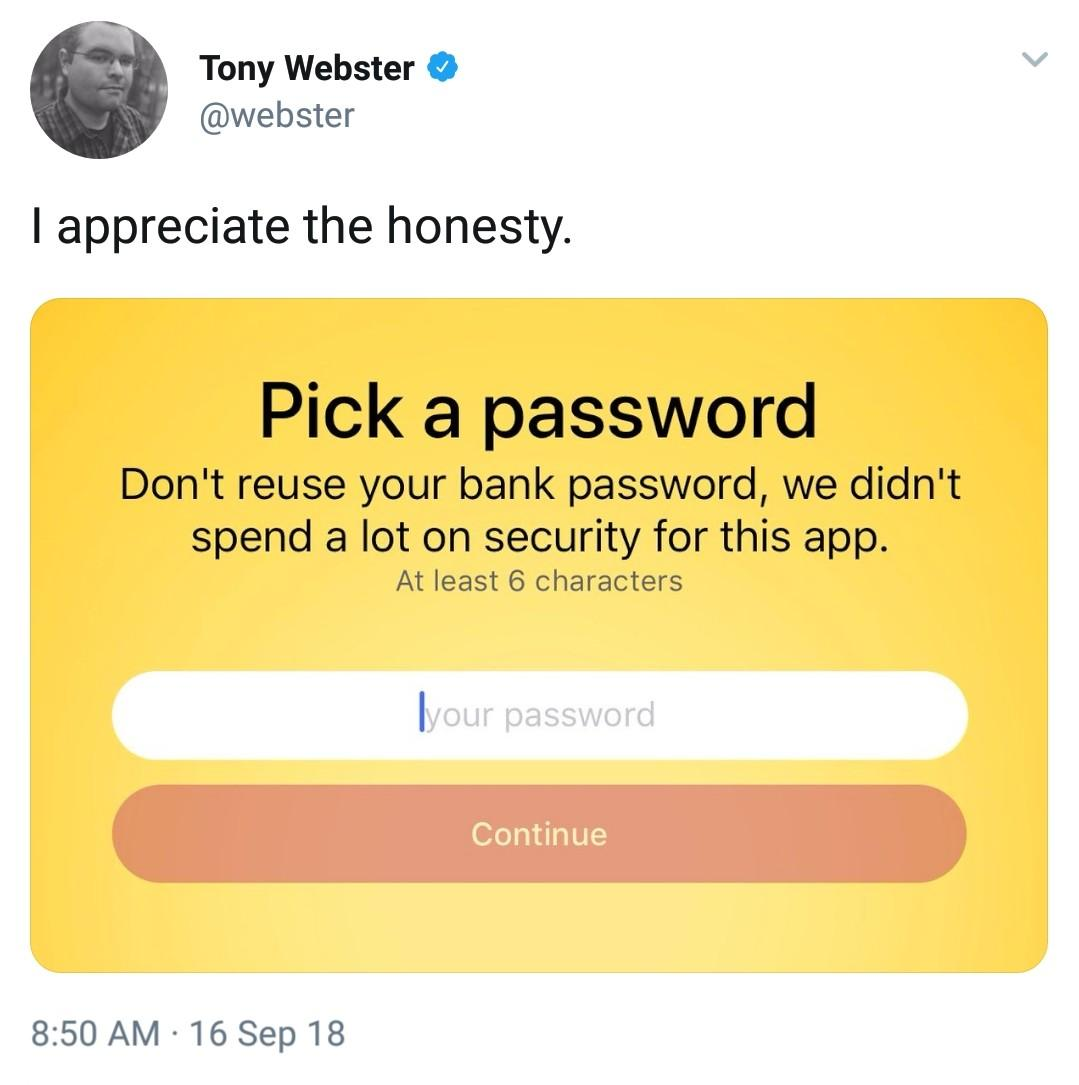 Tony Webster
@webster
I appreciate the honesty.
Pick a password
Don't reuse your bank password, we didn't
spend a lot on security for this app.
At least 6 characters
your password
Continue
8:50 AM · 16 Sep 18